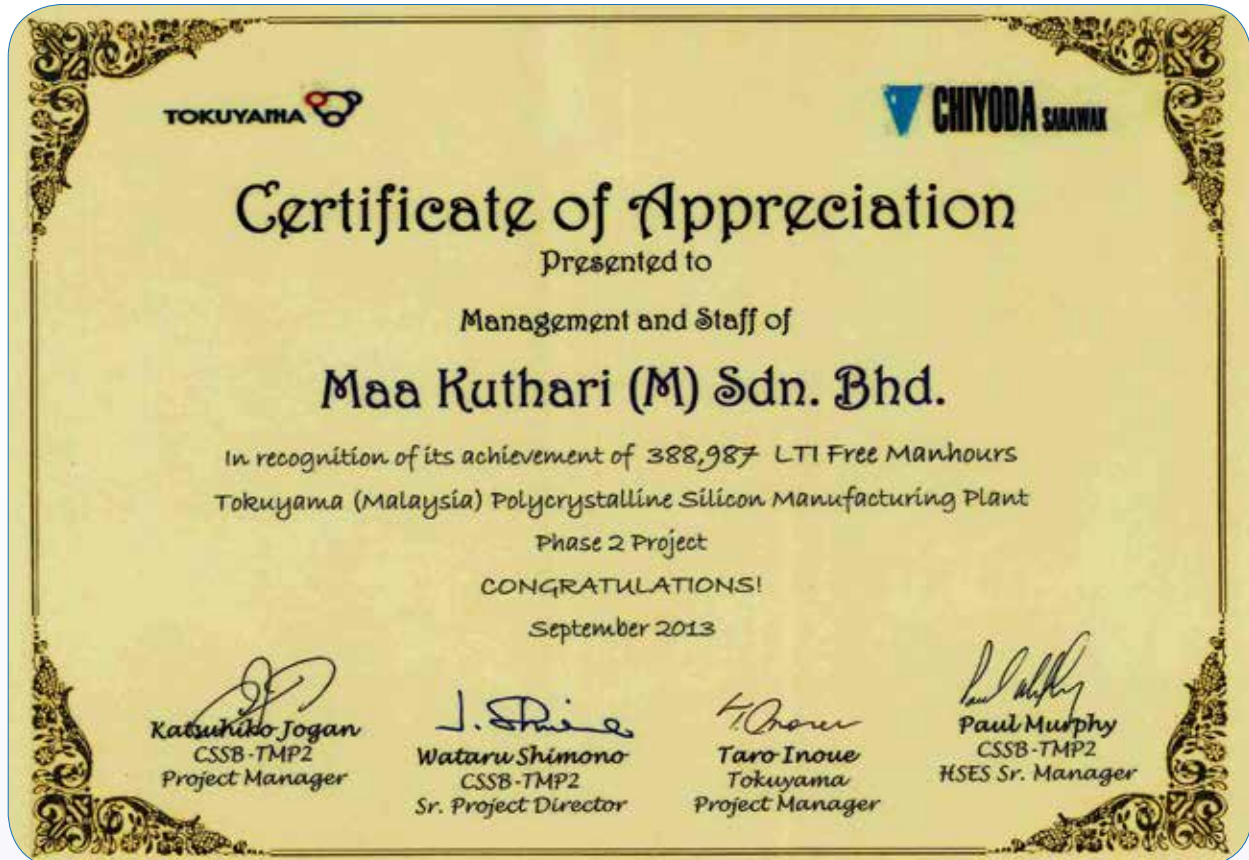 TOKUYAMA
CHIYODA SARAWAK
Certificate of Appreciation
Presented to
Management and Staff of
Maa Kuthari (M) Sdn. Bhd.
In recognition of its achievement of 388,987 LTI Free Manhours
Tokuyama (Malaysia) Polycrystalline Silicon Manufacturing Plant
Phase 2 Project
CONGRATULATIONS!
September 2013
Katsuhiko Jogan
CSSB-TMP2
Project Manager
Wataru Shimono
CSSB-TMP2
Sr. Project Director
Taro Inoue
Tokuyama
Project Manager
Paul Murphy
CSSB-TMP2
HSES Sr. Manager